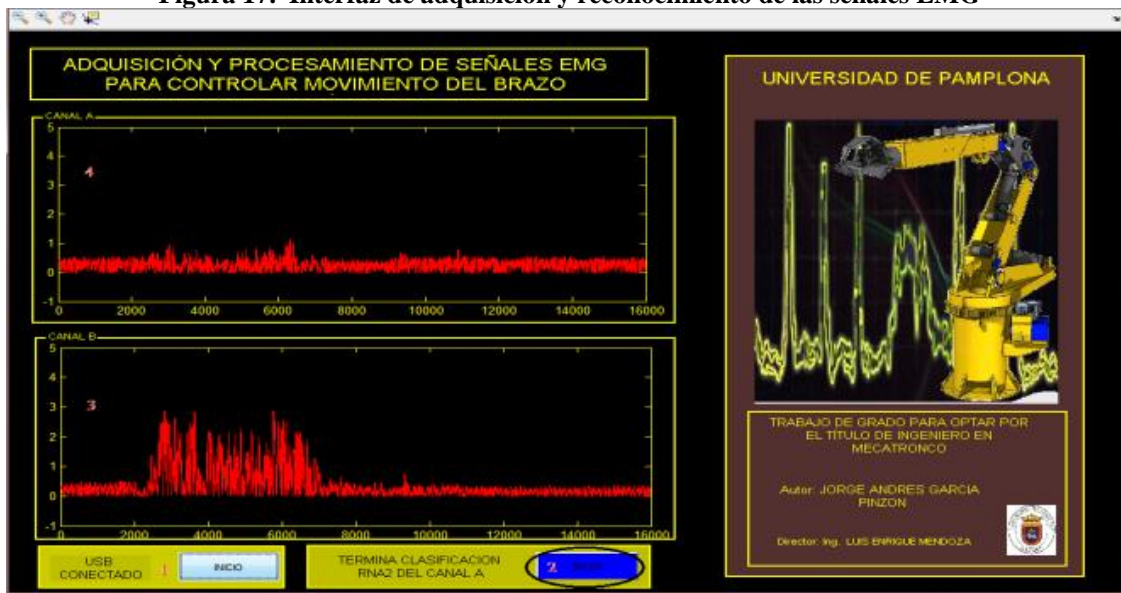 Figura 17. Interfaz de adquisición y reconocimiento de las señales EMG
ADQUISICIÓN Y PROCESAMIENTO DE SEÑALES EMG
PARA CONTROLAR MOVIMIENTO DEL BRAZO
CANAL A
5
4
3
2
1
0
-1
0 2000 4000 6000 8000 10000 12000 14000 16000
4
CANAL B
5
4
3
2
1
0
-1
0 2000 4000 6000 8000 10000 12000 14000 16000
3
USB
CONECTADO
1
INICIO
TERMINA CLASIFICACION
RNA2 DEL CANAL A
2
UNIVERSIDAD DE PAMPLONA
TRABAJO DE GRADO PARA OPTAR POR
EL TÍTULO DE INGENIERO EN
MECATRONCO
Autor: JORGE ANDRES GARCIA
PINZON
Director: Ing. LUIS ENRIQUE MENDOZA